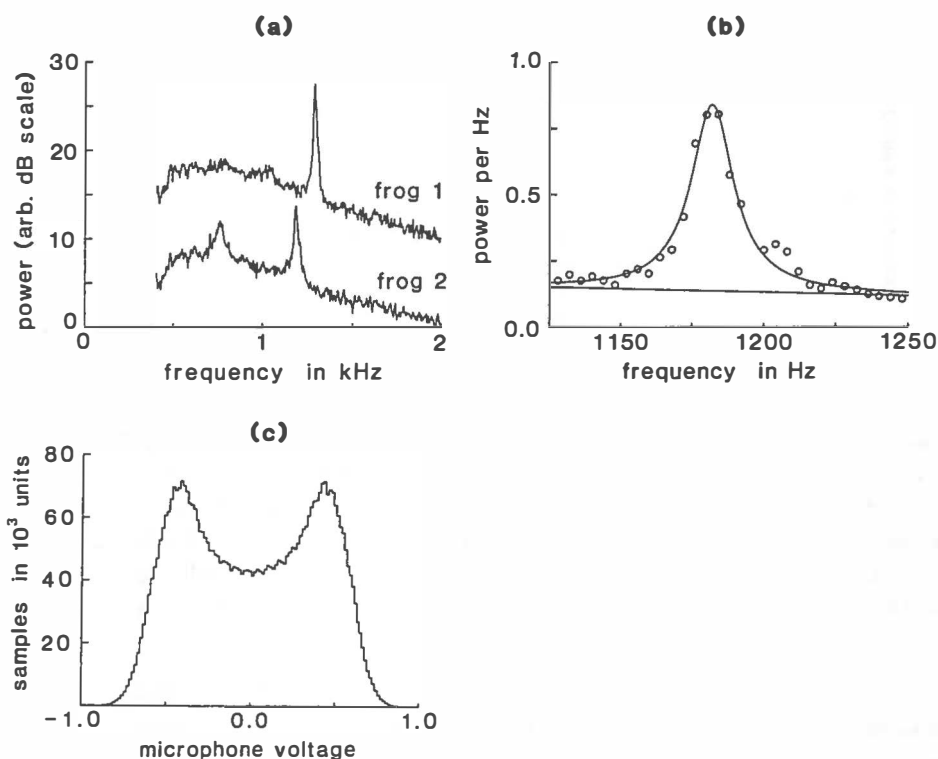 (a)
power (arb. dB scale)
30
20
10
0
frog 1
frog 2
0
1
2
frequency in kHz
(b)
power per Hz
1.0
0.5
0.0
1150
1200
1250
frequency in Hz
(c)
samples in 10³ units
80
60
40
20
-1.0
0.0
1.0
microphone voltage